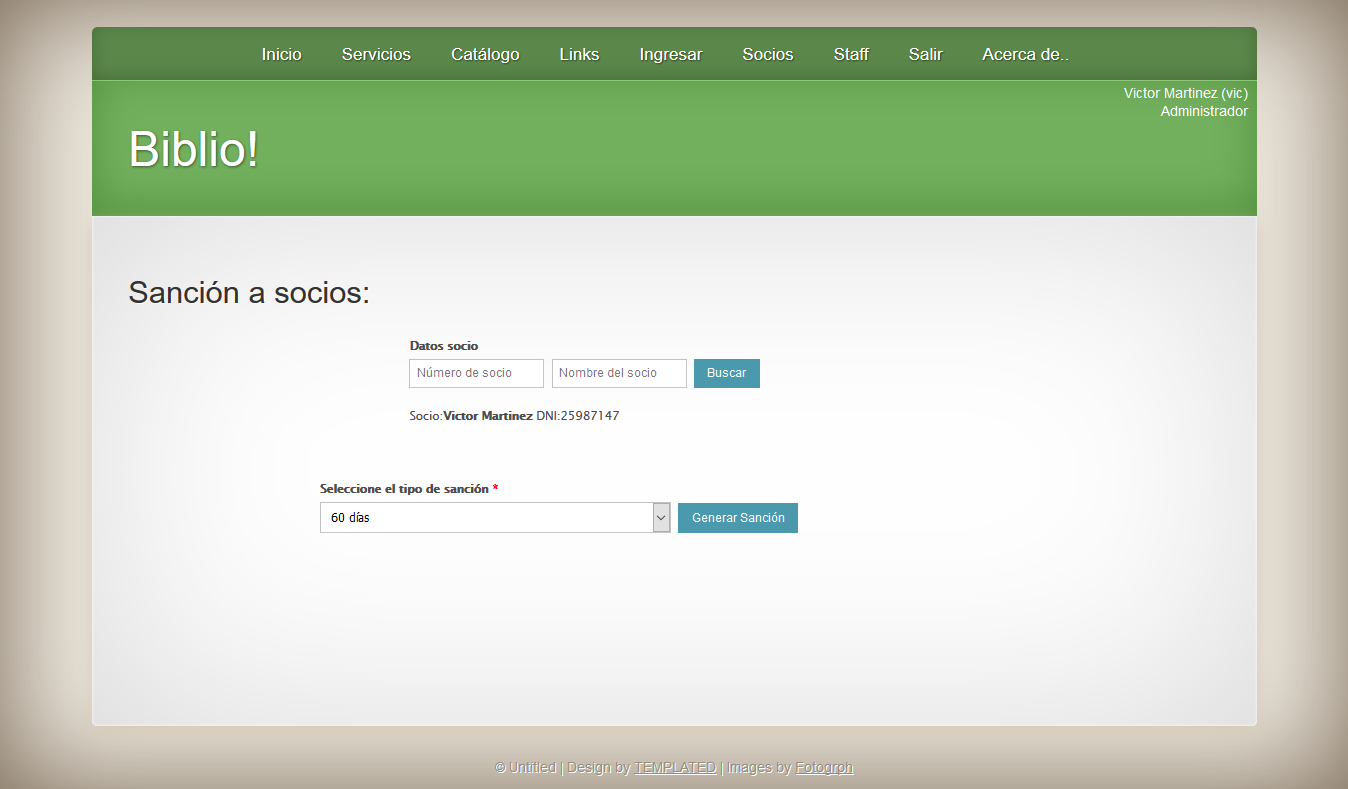 Inicio Servicios Catálogo Links Ingresar Socios Staff Salir Acerca de..
Victor Martinez (vic)
Administrador
Biblio!
Sanción a socios:
Datos socio
Número de socio Nombre del socio Buscar
Socio:Victor Martinez DNI:25987147
Seleccione el tipo de sanción *
60 días Generar Sanción
© Untitled | Design by TEMPLATED | Images by Fotogrph